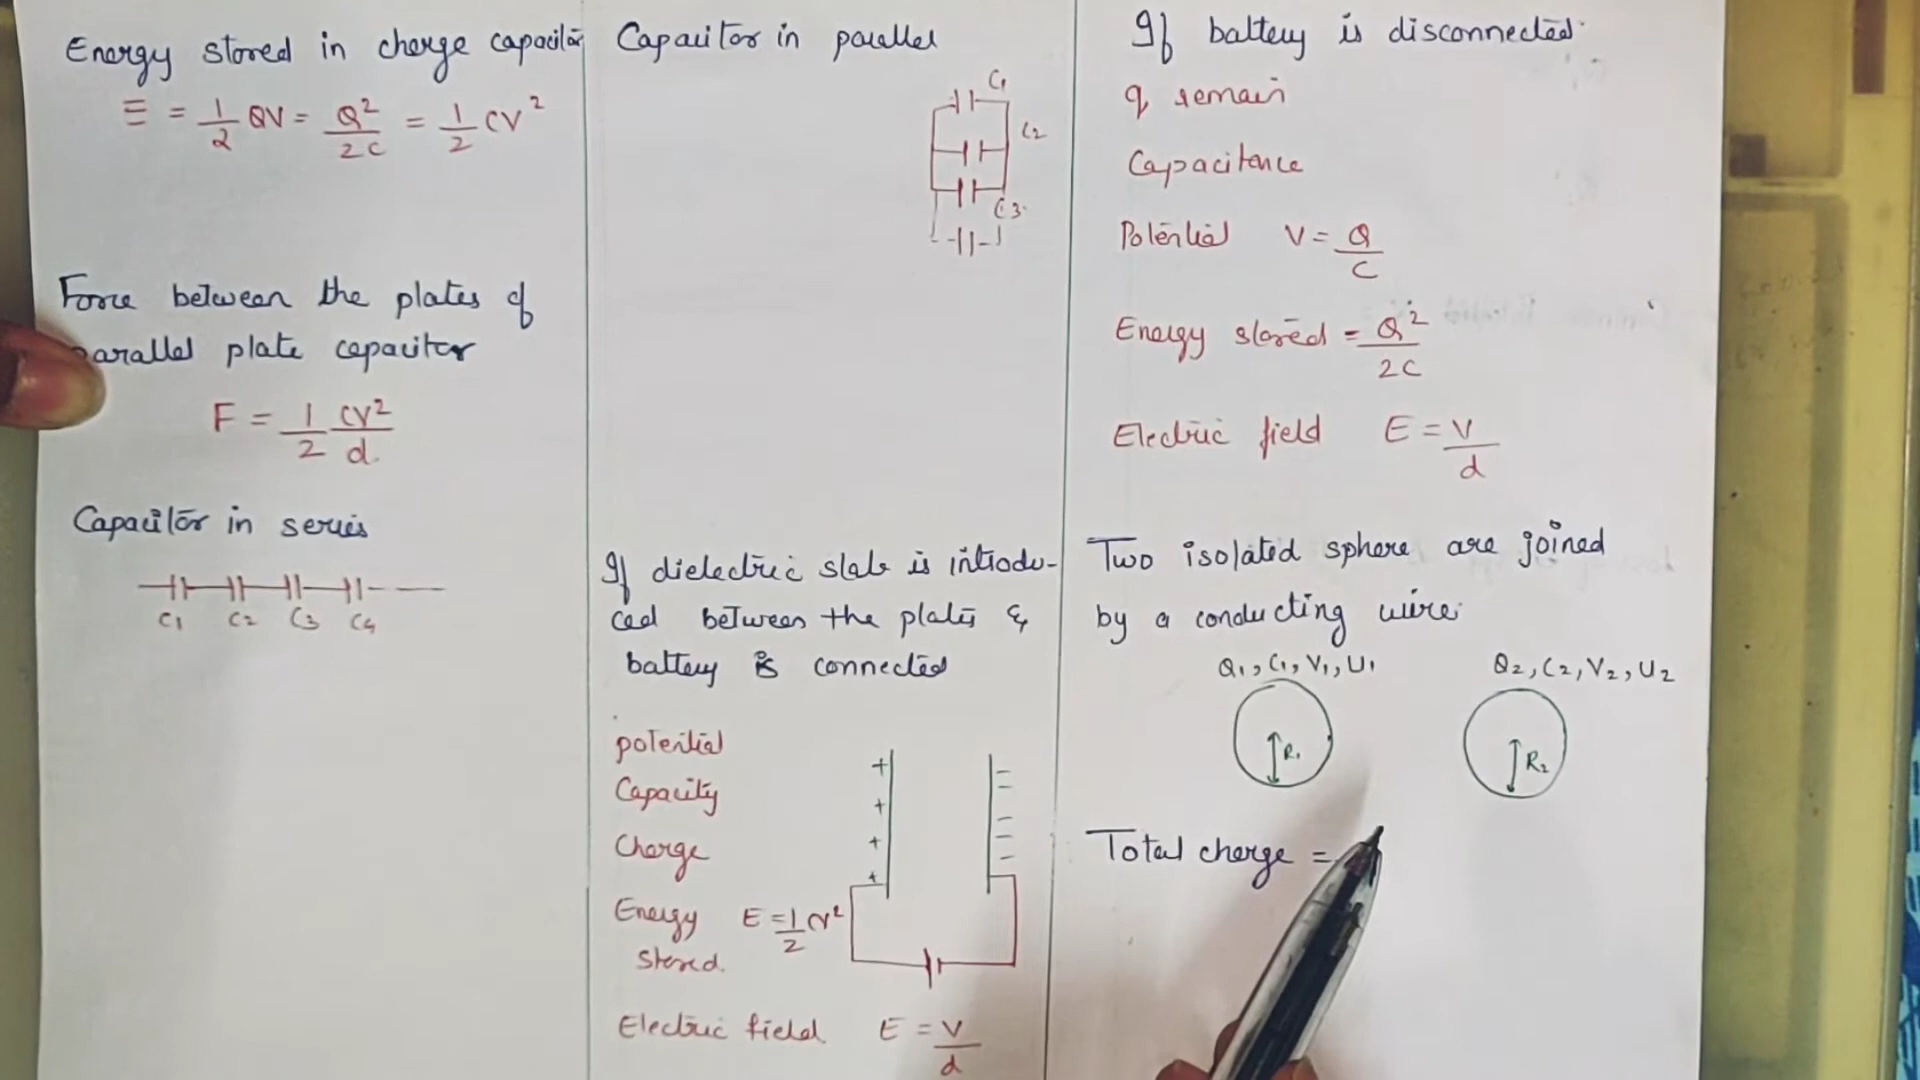 Energy stored in charge capacitor
E = 1/2 QV = Q²/2C = 1/2 CV²
Force between the plates of
parallel plate capacitor
F = 1/2 CV²/d.
Capacitor in series
C1 C2 C3 C4
Capacitor in parallel
C1
C2
C3
If dielectric slab is introdu-
ced between the plates &
battery is connected
potential
Capacity
Charge
Energy E = 1/2 CV²
stored.
Electric field E = V/d
+ + + +
If battery is disconnected
q remain
Capacitance
Potential V = Q/C
Energy stored = Q²/2C
Electric field E = V/d
Two isolated sphere are joined
by a conducting wire
Q1, C1, V1, U1 Q2, C2, V2, U2
R1 R2
Total charge =